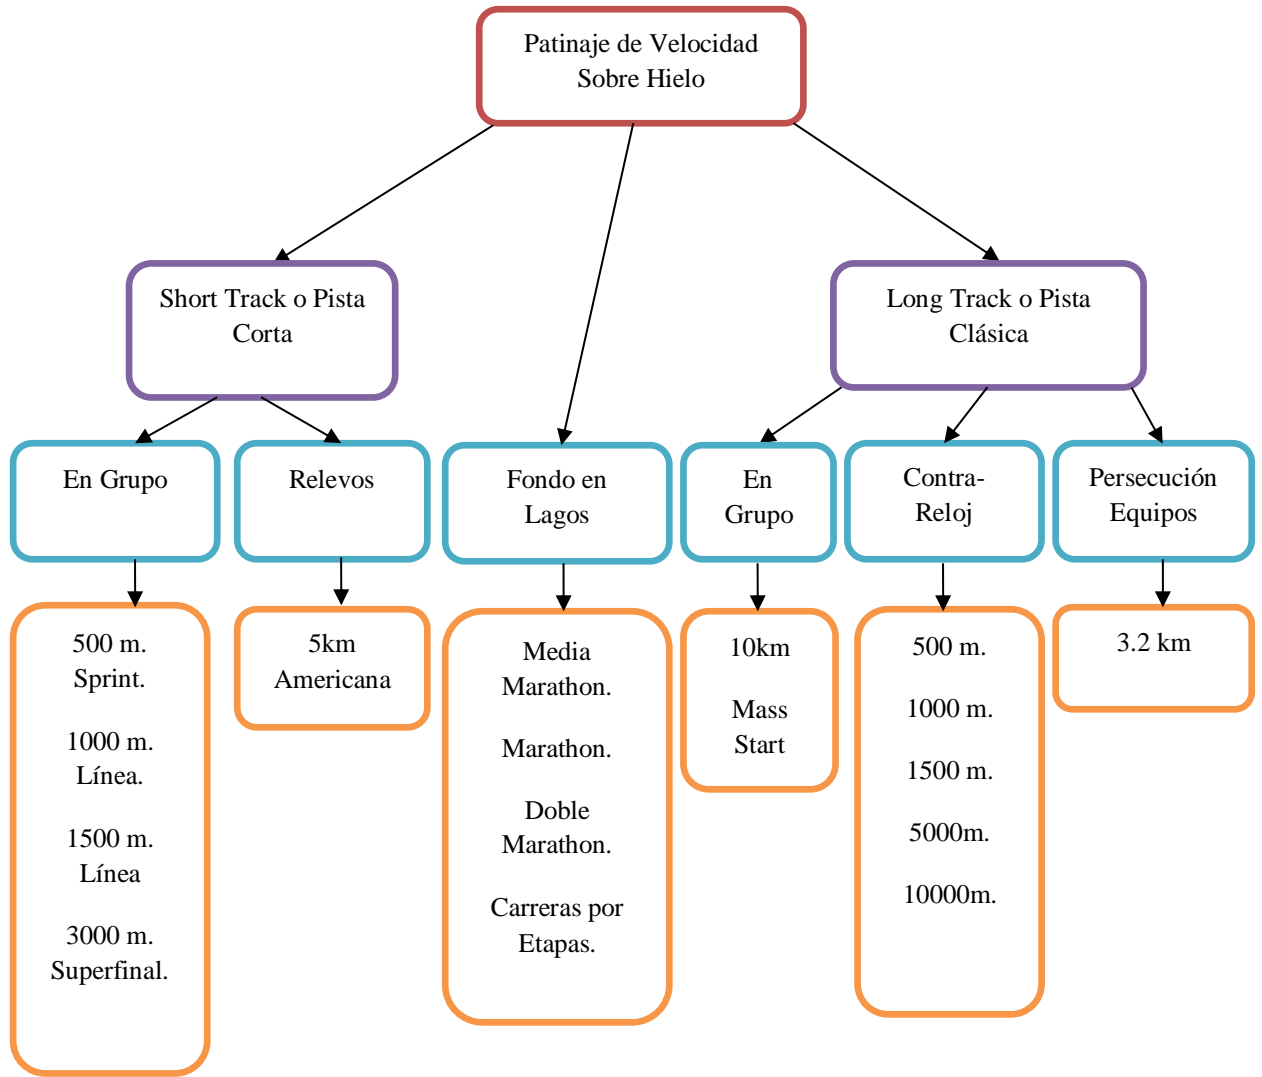 Patinaje de Velocidad
Sobre Hielo
Short Track o Pista
Corta
Long Track o Pista
Clásica
En Grupo
Relevos
Fondo en
Lagos
En
Grupo
Contra-
Reloj
Persecución
Equipos
500 m.
Sprint.
1000 m.
Línea.
1500 m.
Línea
3000 m.
Superfinal.
5km
Americana
Media
Marathon.
Marathon.
Doble
Marathon.
Carreras por
Etapas.
10km
Mass
Start
500 m.
1000 m.
1500 m.
5000m.
10000m.
3.2 km